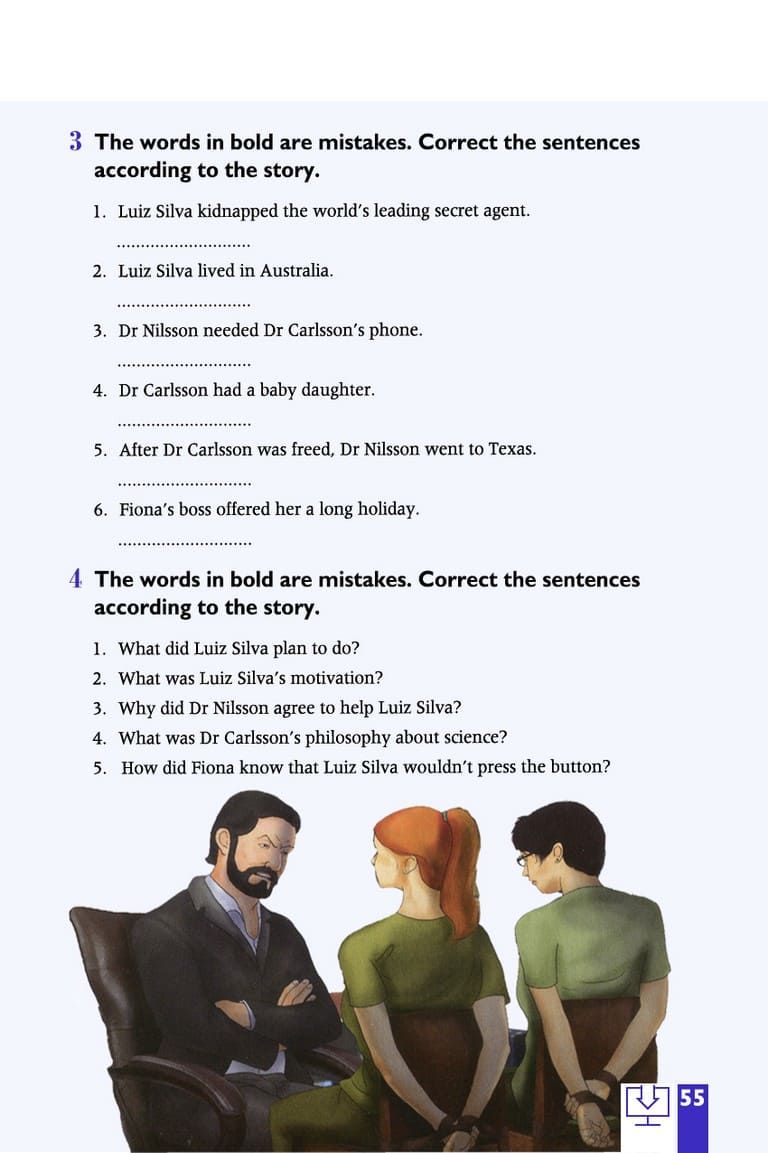 3 The words in bold are mistakes. Correct the sentences
according to the story.
1. Luiz Silva kidnapped the world's leading secret agent.
............................
2. Luiz Silva lived in Australia.
............................
3. Dr Nilsson needed Dr Carlsson's phone.
............................
4. Dr Carlsson had a baby daughter.
............................
5. After Dr Carlsson was freed, Dr Nilsson went to Texas.
............................
6. Fiona's boss offered her a long holiday.
............................
4 The words in bold are mistakes. Correct the sentences
according to the story.
1. What did Luiz Silva plan to do?
2. What was Luiz Silva's motivation?
3. Why did Dr Nilsson agree to help Luiz Silva?
4. What was Dr Carlsson's philosophy about science?
5. How did Fiona know that Luiz Silva wouldn't press the button?
55